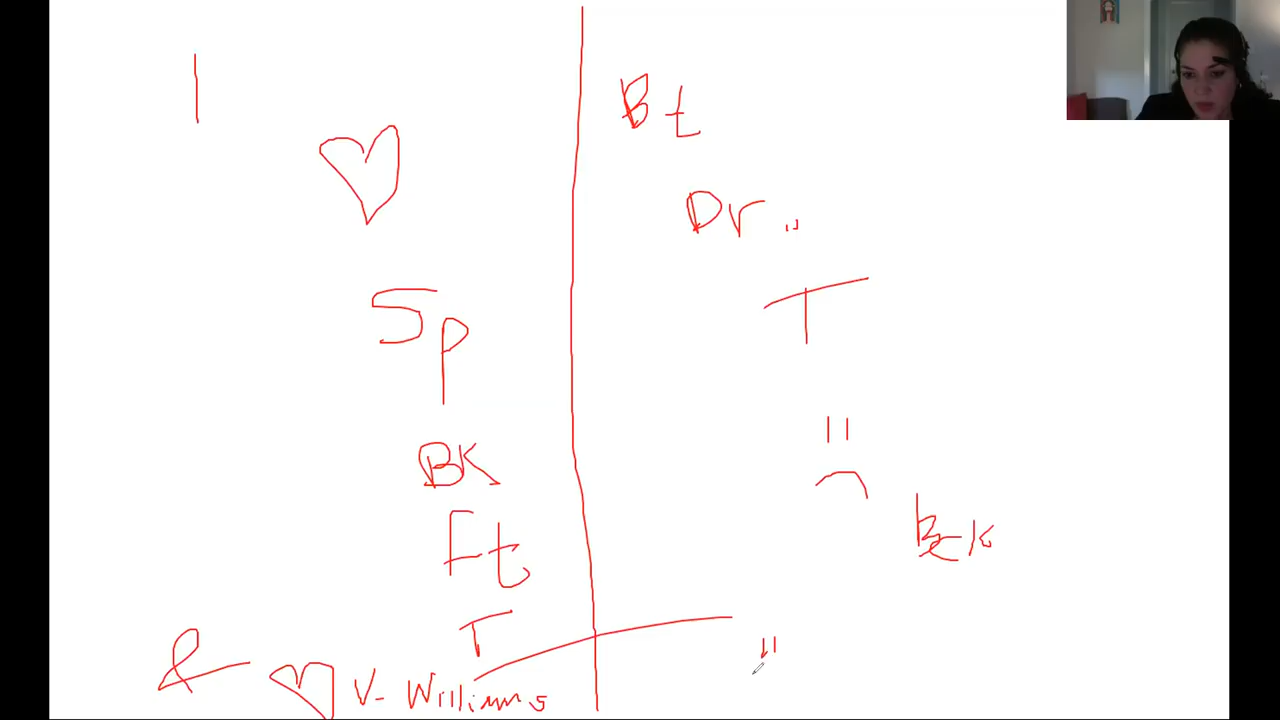 I
♡
Sp
BK
Ft
T
& ♡ V- Williams
Bt
Dr ..
T
BK
"